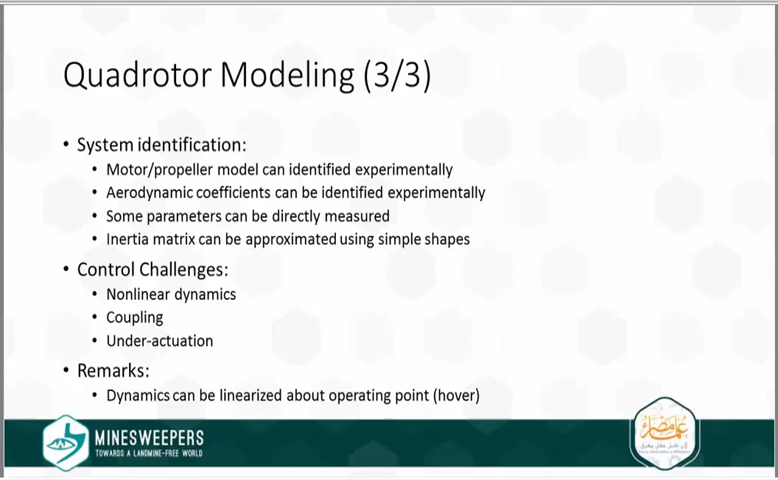 Quadrotor Modeling (3/3)
• System identification:
• Motor/propeller model can identified experimentally
• Aerodynamic coefficients can be identified experimentally
• Some parameters can be directly measured
• Inertia matrix can be approximated using simple shapes
• Control Challenges:
• Nonlinear dynamics
• Coupling
• Under-actuation
• Remarks:
• Dynamics can be linearized about operating point (hover)
MINESWEEPERS
TOWARDS A LANDMINE-FREE WORLD